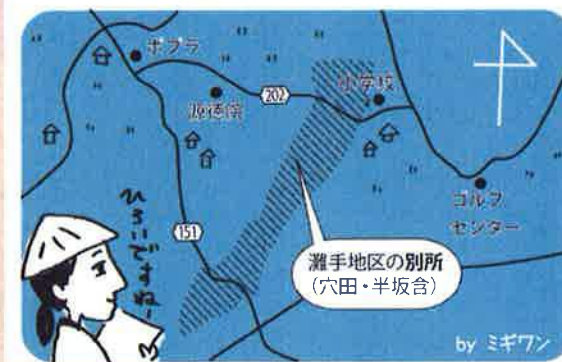 ポプラ
源徳院
202
小学校
ゴルフ
センター
151
ひろいですねー
灘手地区の別所
(穴田・半坂含)
by ミギワン